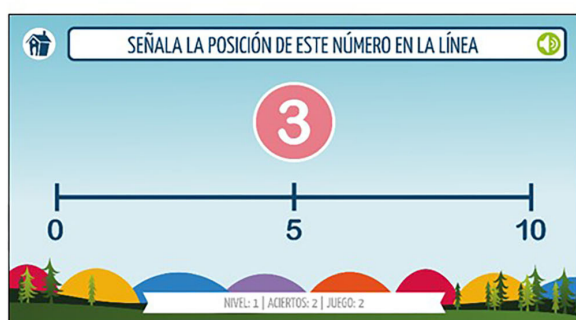 SEÑALA LA POSICIÓN DE ESTE NÚMERO EN LA LÍNEA
3
0 5 10
NIVEL: 1 | ACIERTOS: 2 | JUEGO: 2